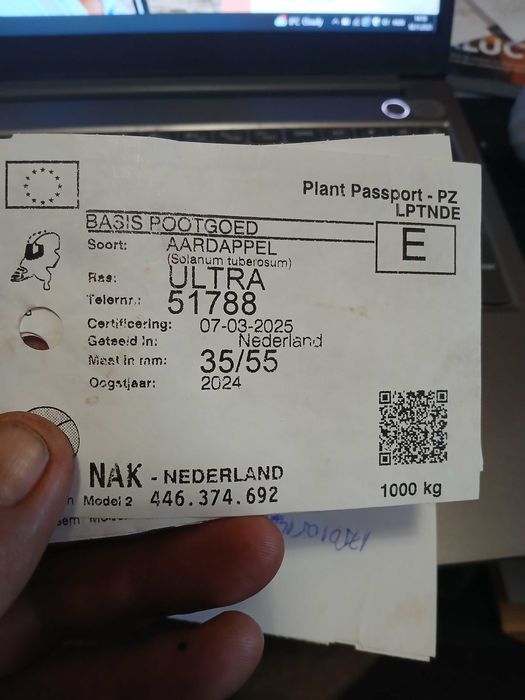 Plant Passport - PZ
LPTNDE
BASIS POOTGOED
E
Soort: AARDAPPEL
(Solanum tuberosum)
Ras: ULTRA
Telernr.: 51788
Certificering: 07-03-2025
Geteeld in: Nederland
Maat in mm: 35/55
Oogstjaar: 2024
NAK - NEDERLAND
Model 2 446.374.692
1000 kg